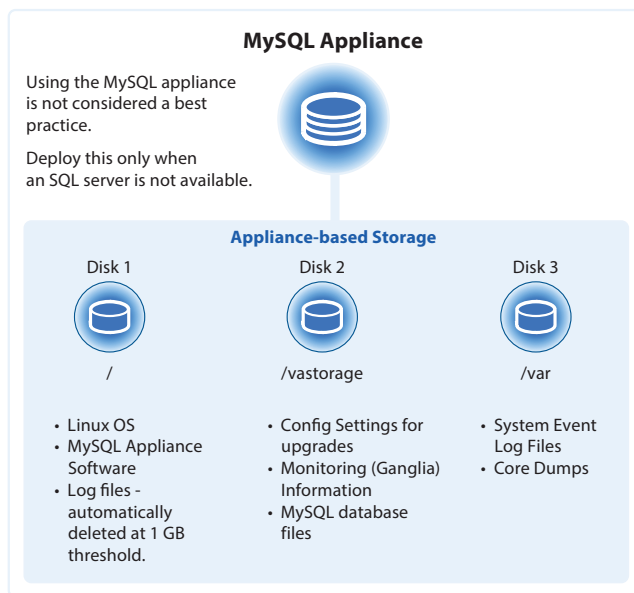 MySQL Appliance
Using the MySQL appliance
is not considered a best
practice.
Deploy this only when
an SQL server is not available.
Appliance-based Storage
Disk 1
/
• Linux OS
• MySQL Appliance
Software
• Log files -
automatically
deleted at 1 GB
threshold.
Disk 2
/vastorage
• Config Settings for
upgrades
• Monitoring (Ganglia)
Information
• MySQL database
files
Disk 3
/var
• System Event
Log Files
• Core Dumps